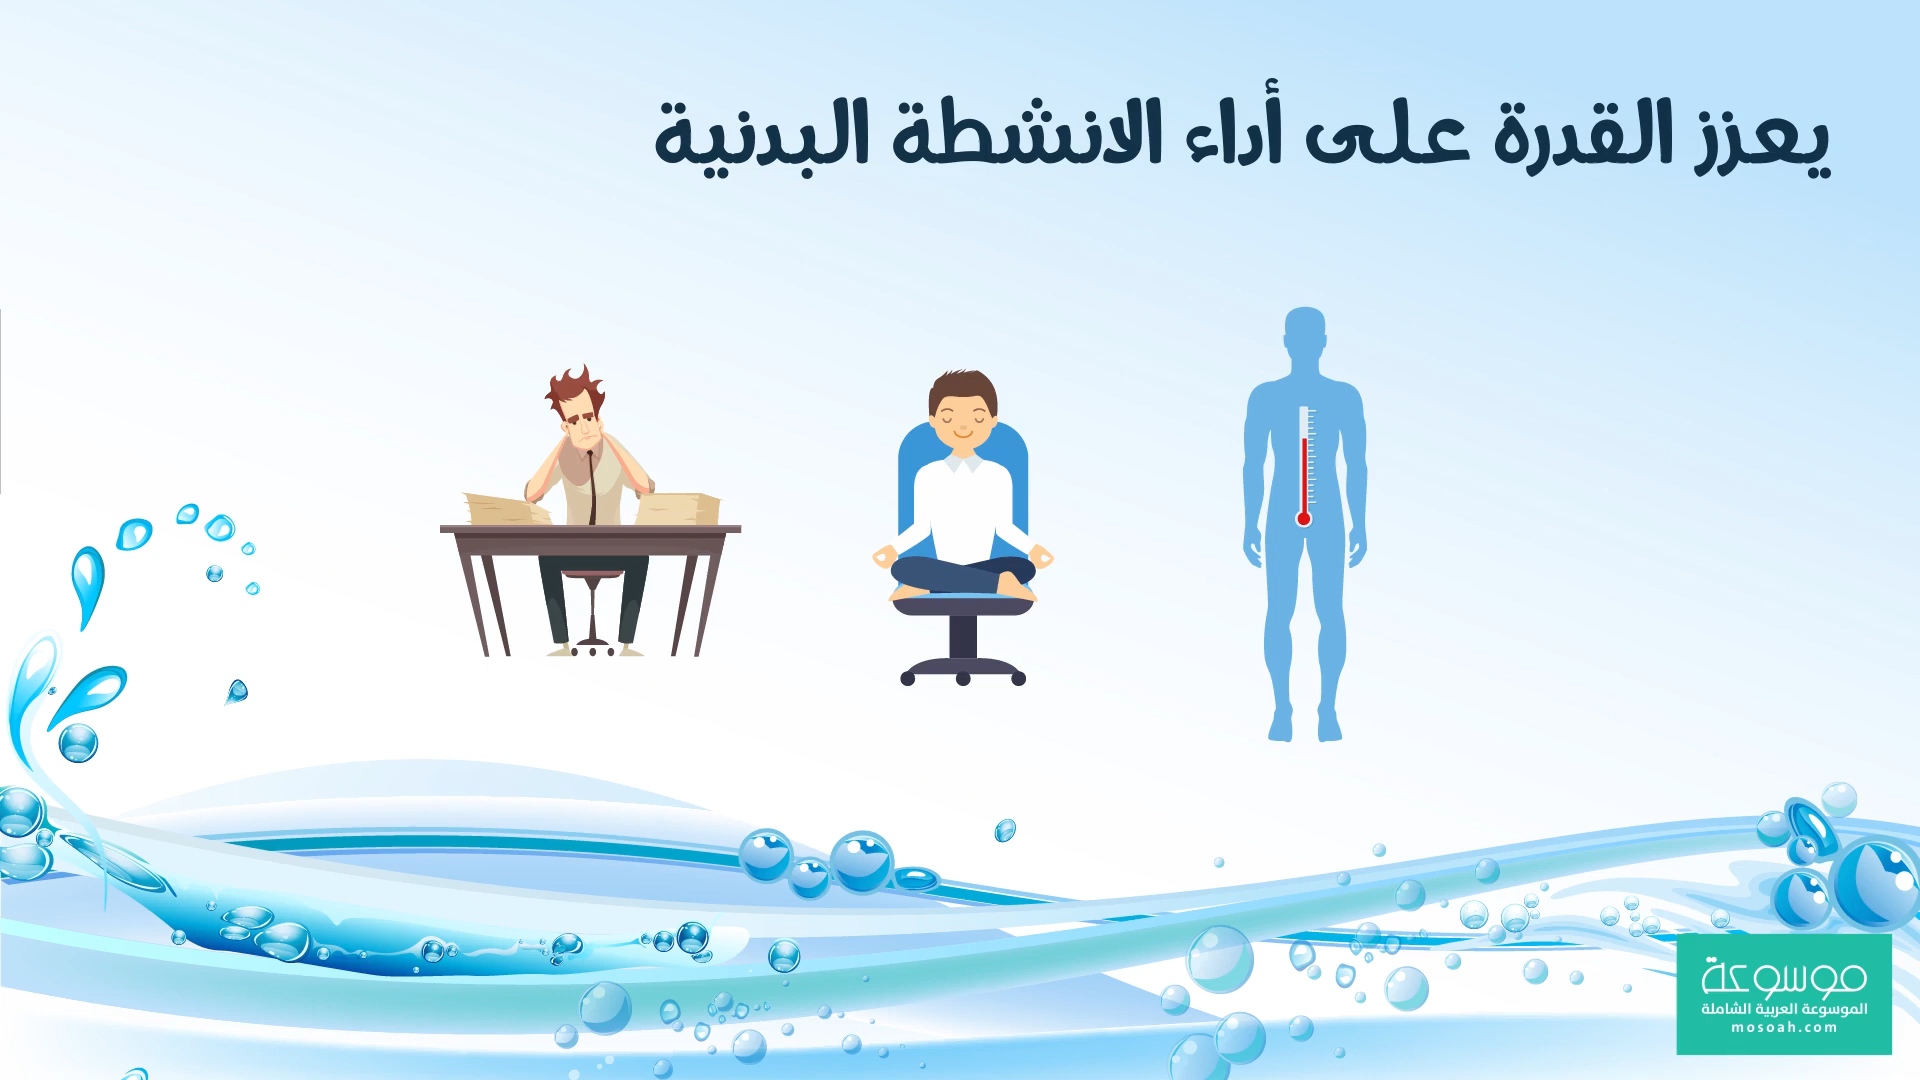 يعزز القدرة على أداء الانشطة البدنية
موسوعة
الموسوعة العربية الشاملة
mosoah.com